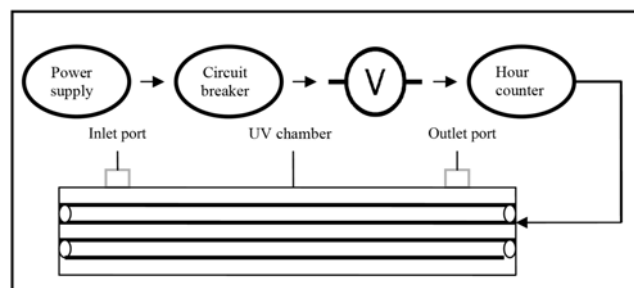 Power
supply
Circuit
breaker
V
Hour
counter
Inlet port
UV chamber
Outlet port